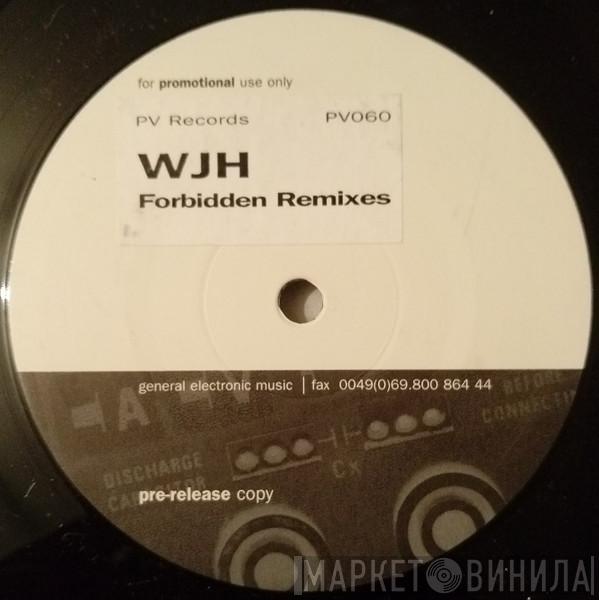 for promotional use only
PV Records PV060
WJH
Forbidden Remixes
general electronic music | fax 0049(0)69.800 864 44
BEFORE
CONNECTI
DISCHARGE
CAPACITOR
Cx
pre-release copy
МАРКЕТ ВИНИЛА